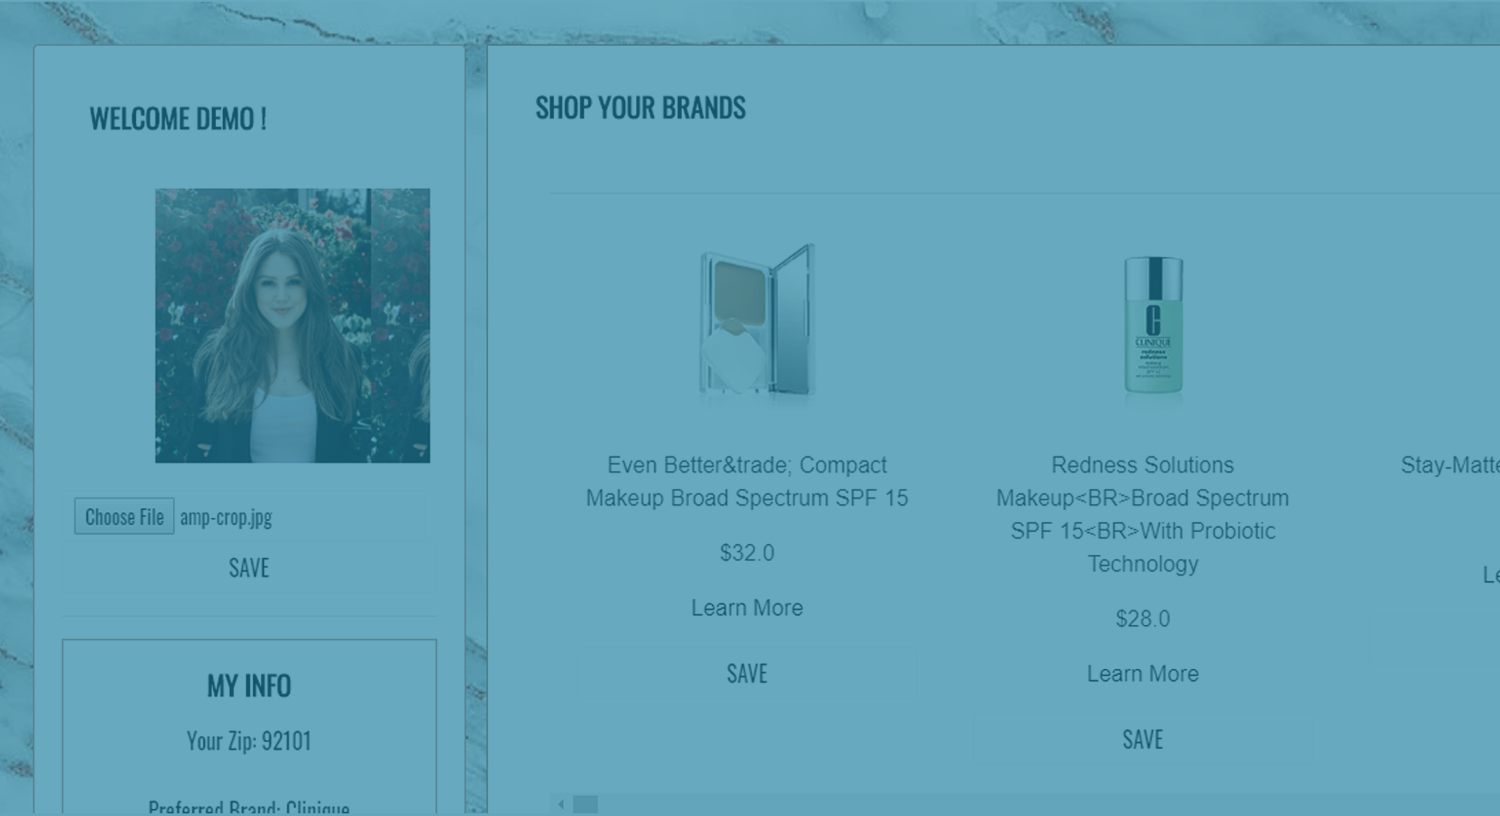 WELCOME DEMO !
Choose File amp-crop.jpg
SAVE
MY INFO
Your Zip: 92101
Preferred Brand: Clinique
SHOP YOUR BRANDS
Even Better&trade; Compact
Makeup Broad Spectrum SPF 15
$32.0
Learn More
SAVE
CLINIQUE
redness
solutions
Redness Solutions
Makeup<BR>Broad Spectrum
SPF 15<BR>With Probiotic
Technology
$28.0
Learn More
SAVE
Stay-Matte